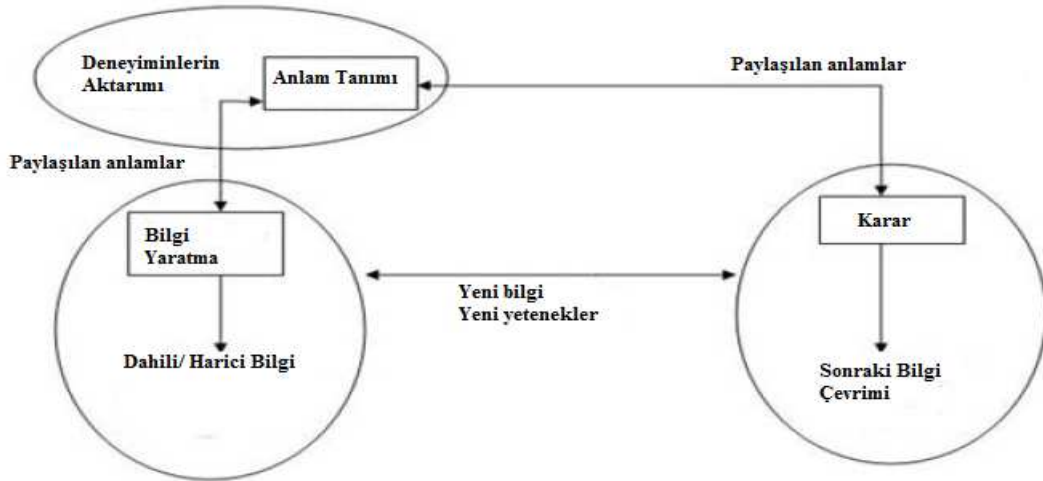 Deneyiminlerin
Aktarımı
Anlam Tanımı
Paylaşılan anlamlar
Paylaşılan anlamlar
Bilgi
Yaratma
Karar
Yeni bilgi
Yeni yetenekler
Dahili/ Harici Bilgi
Sonraki Bilgi
Çevrimi